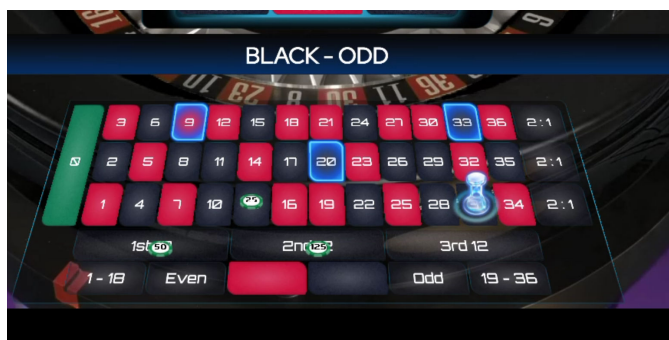 BLACK – ODD
3 6 9 12 15 18 21 24 27 30 33 36 2:1
0 2 5 8 11 14 17 20 23 26 29 32 35 2:1
1 4 7 10 25 16 19 22 25 28 34 2:1
1st 50 2nd 25 3rd 12
1-18 Even Odd 19-36